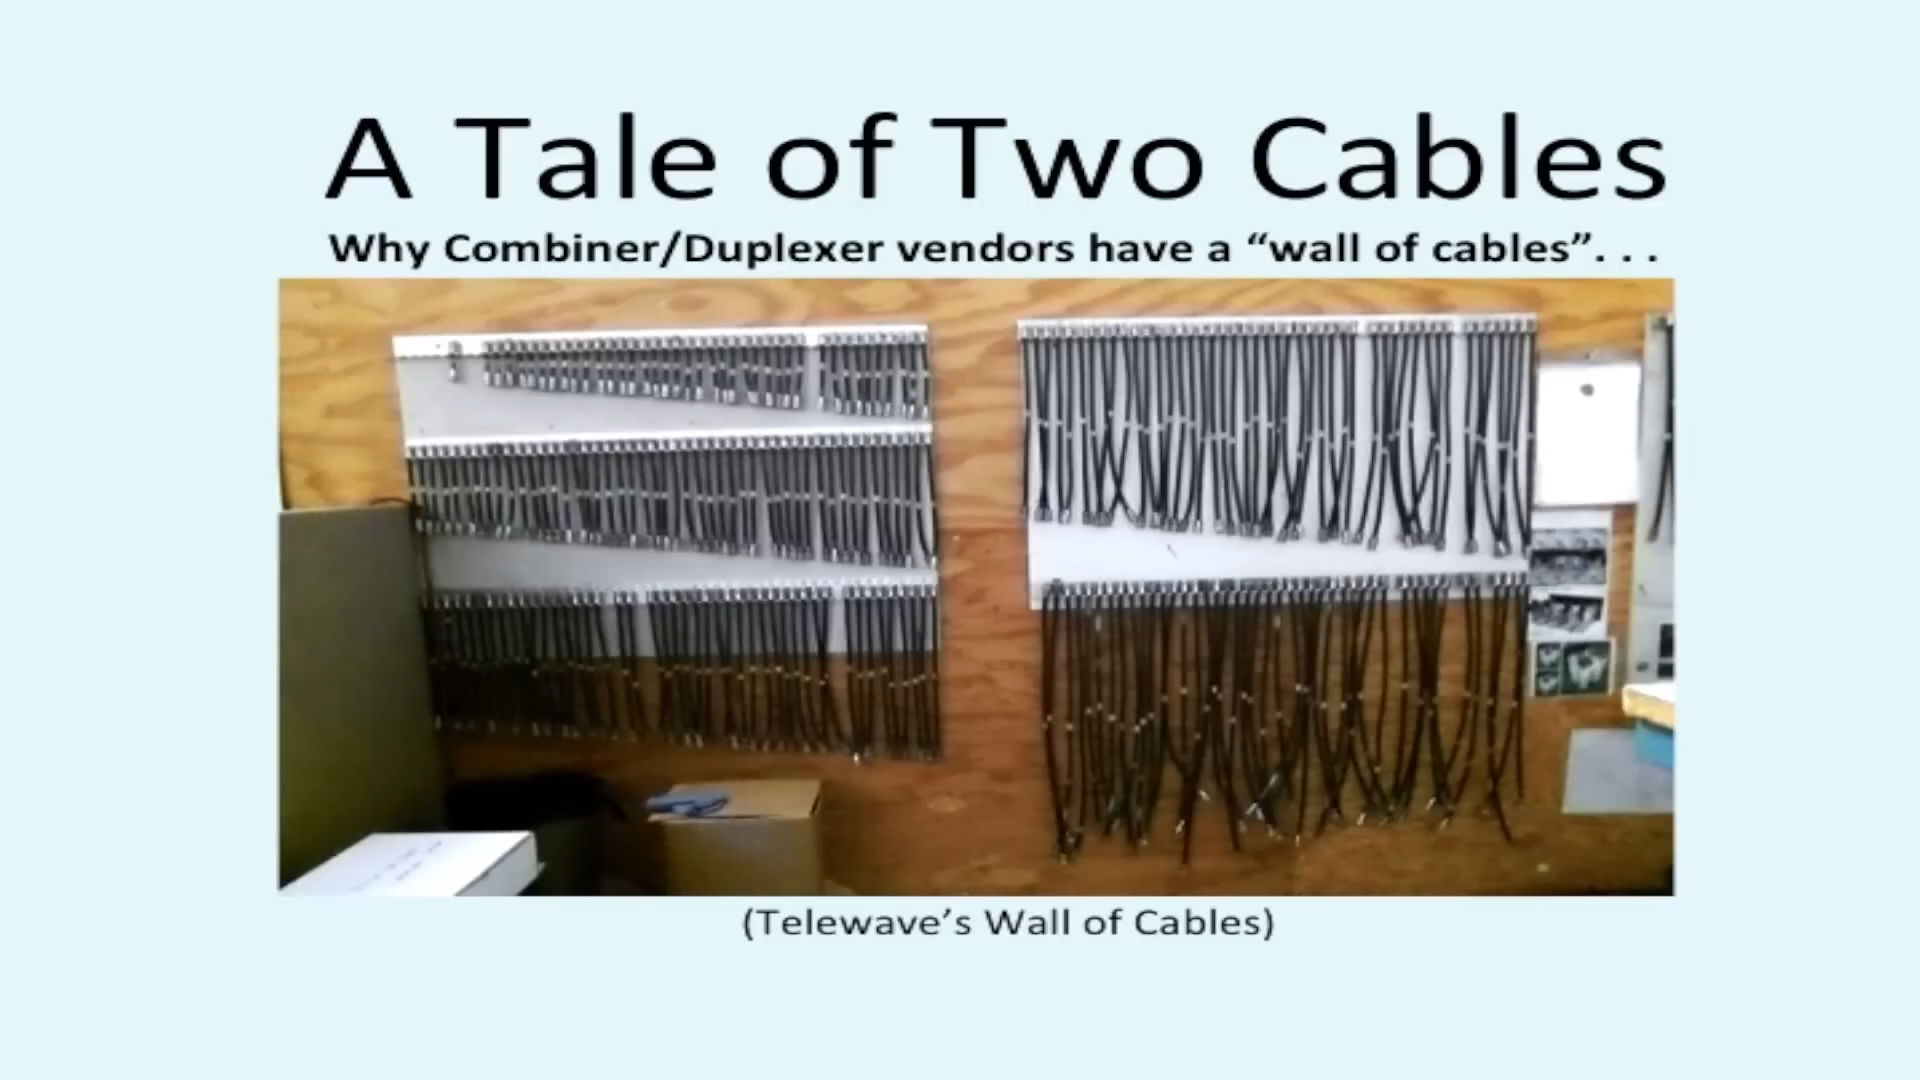 A Tale of Two Cables
Why Combiner/Duplexer vendors have a “wall of cables”. . .
(Telewave’s Wall of Cables)